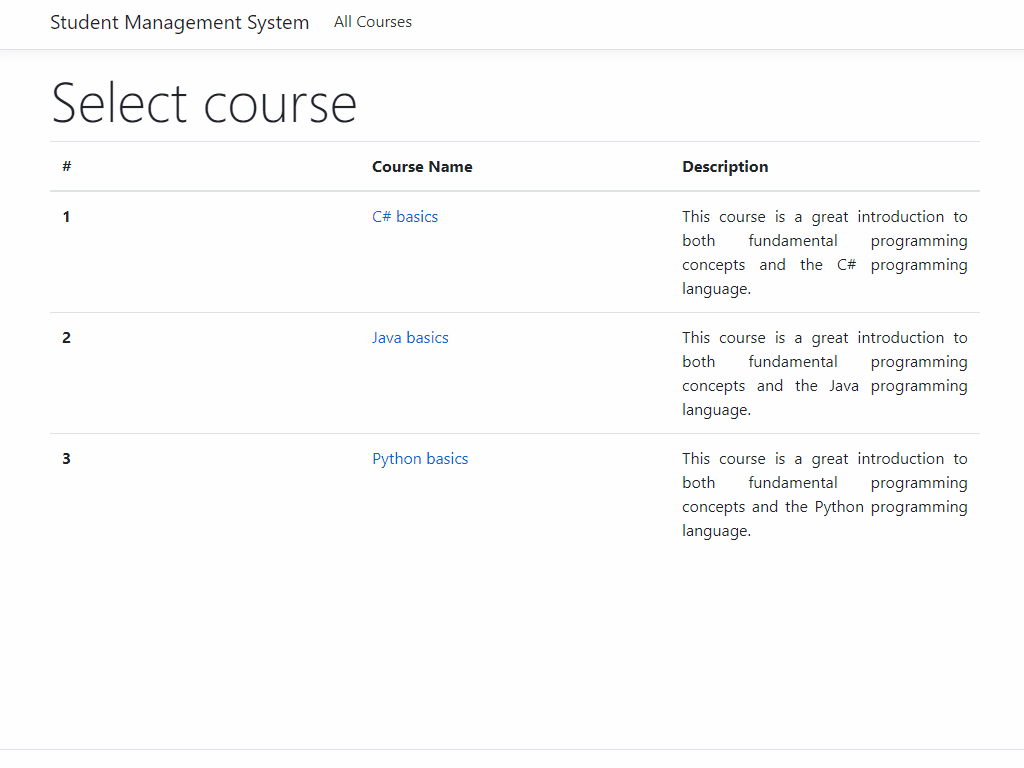 Student Management System All Courses
Select course
# Course Name Description
1 C# basics This course is a great introduction to
both fundamental programming
concepts and the C# programming
language.
2 Java basics This course is a great introduction to
both fundamental programming
concepts and the Java programming
language.
3 Python basics This course is a great introduction to
both fundamental programming
concepts and the Python programming
language.